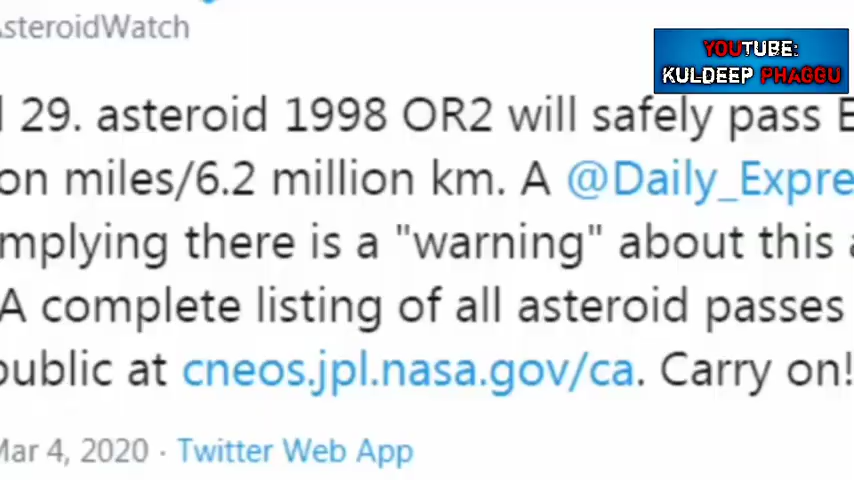 AsteroidWatch
YOUTUBE:
KULDEEP PHAGGU
29. asteroid 1998 OR2 will safely pass
on miles/6.2 million km. A @Daily_Expre
mplying there is a "warning" about this
A complete listing of all asteroid passes
public at cneos.jpl.nasa.gov/ca. Carry on!
Mar 4, 2020 · Twitter Web App